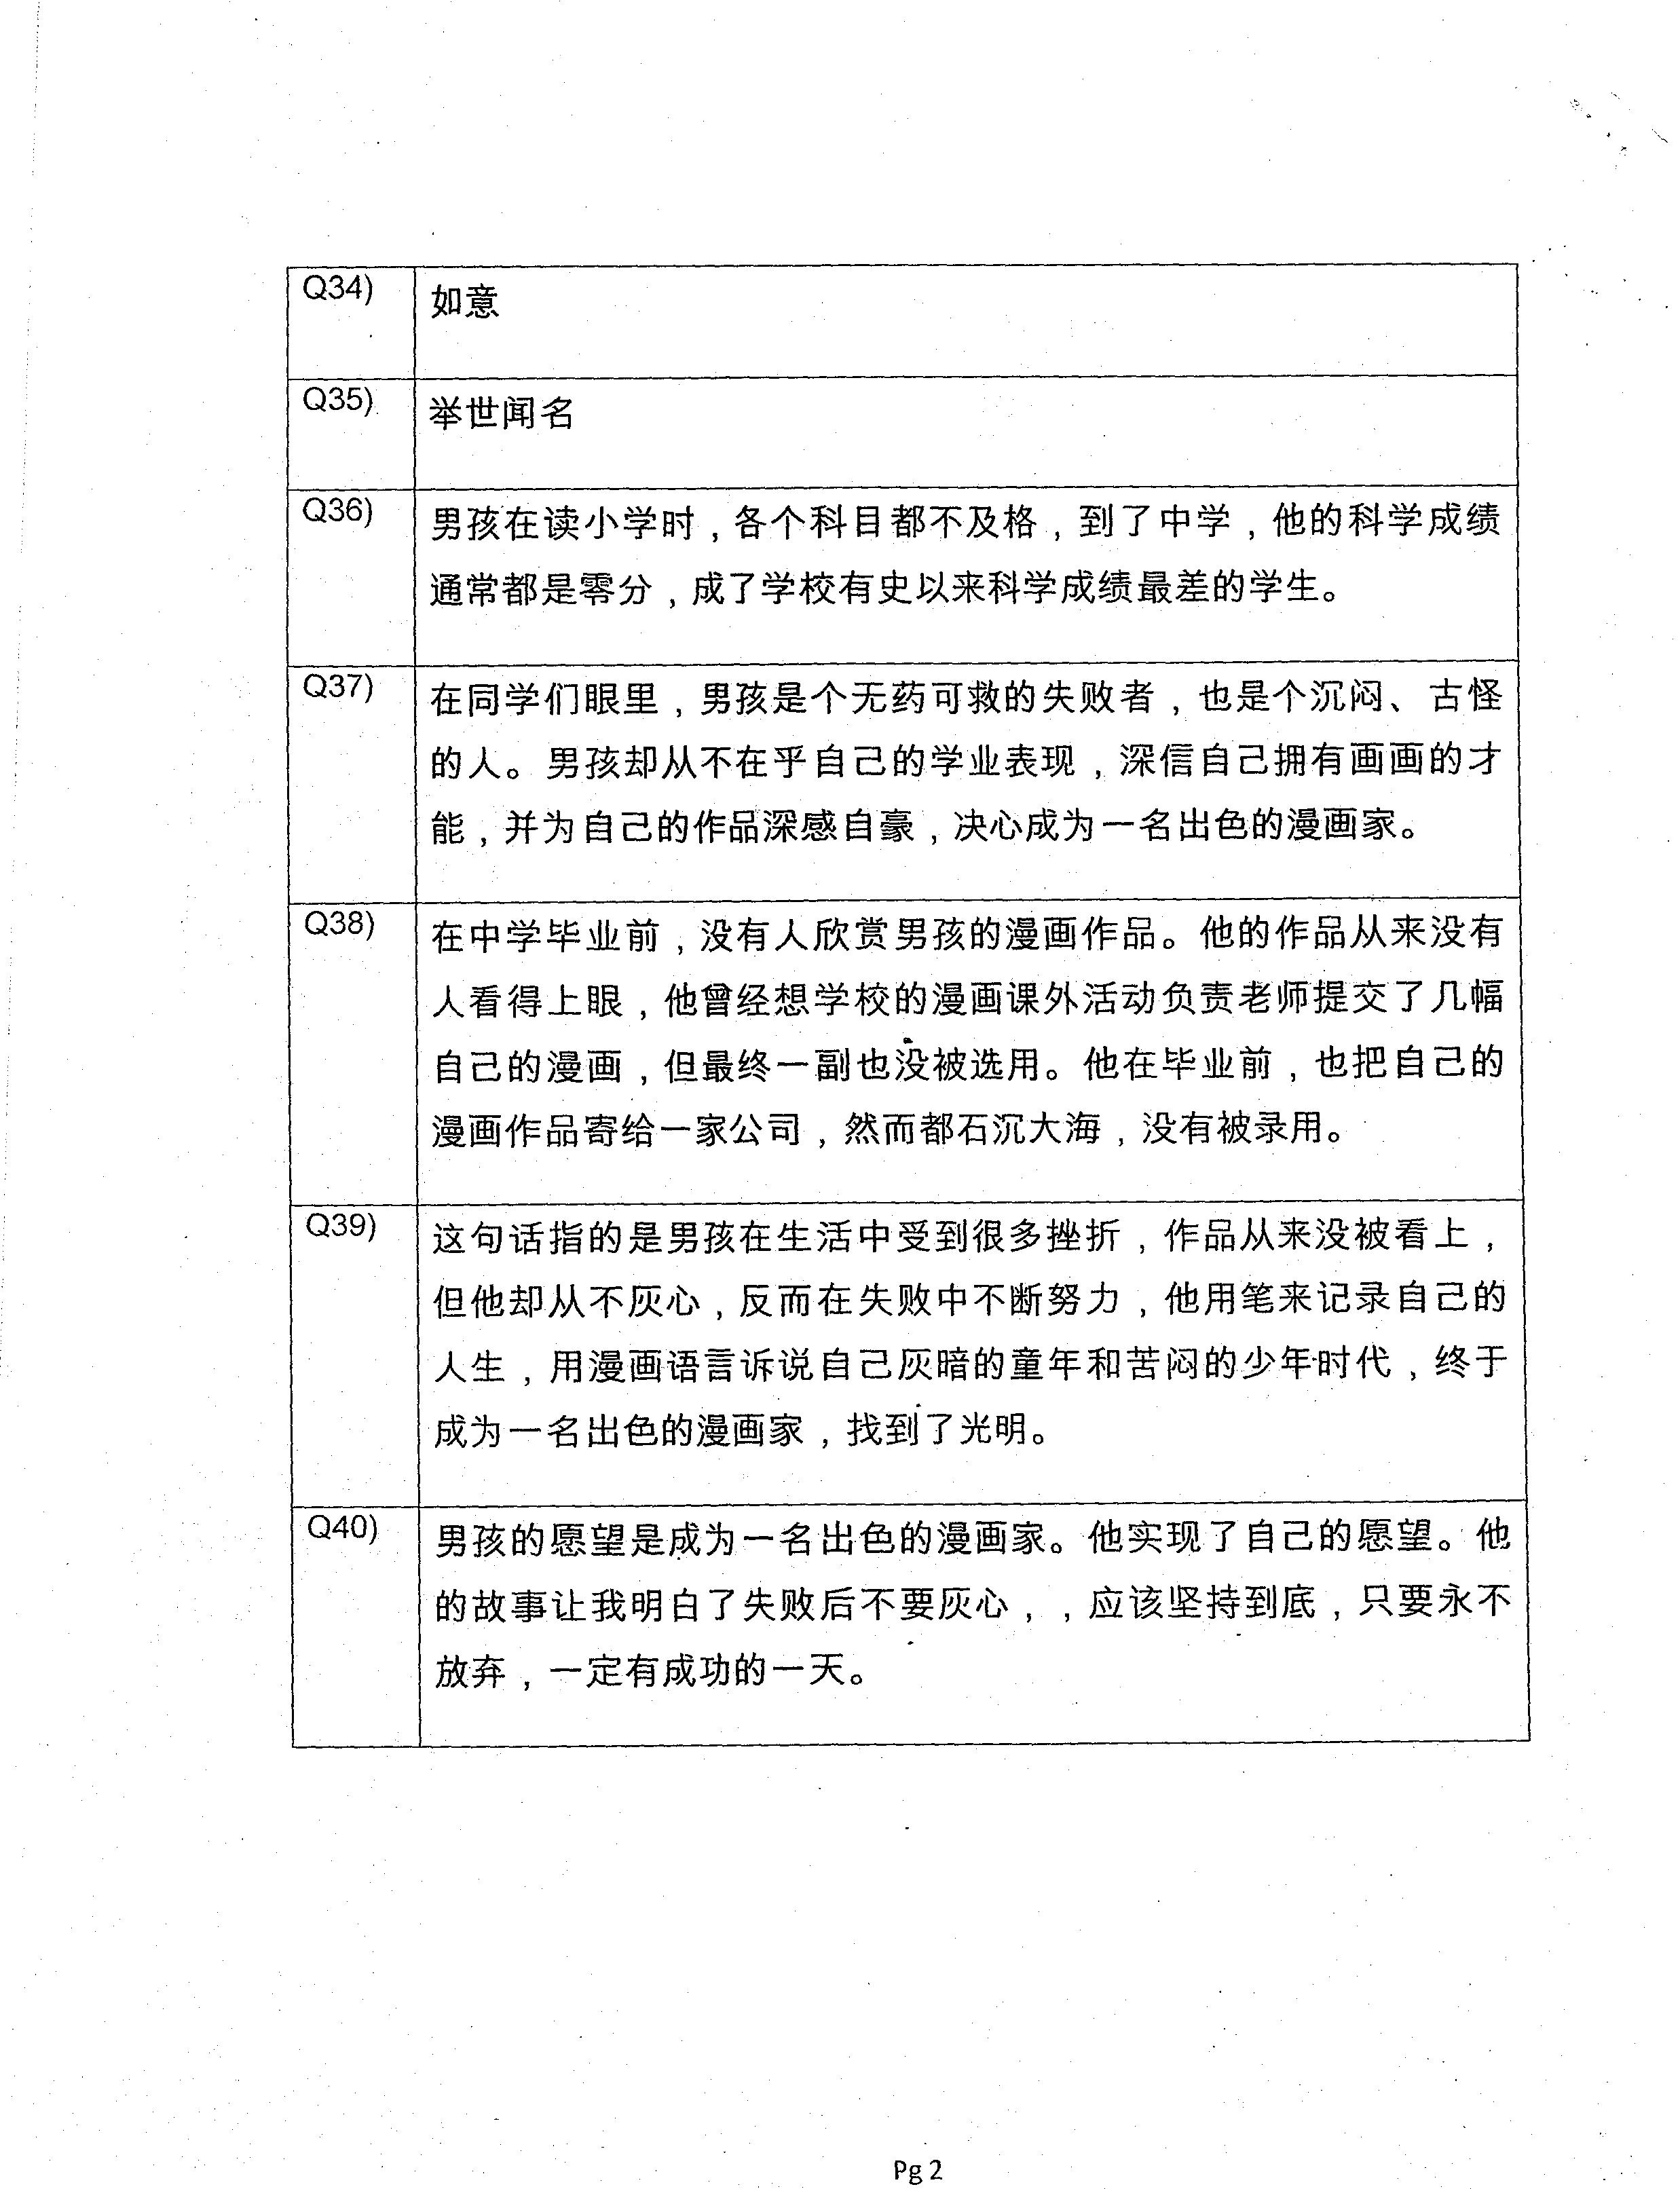 Q34) 如意
Q35) 举世闻名
Q36) 男孩在读小学时，各个科目都不及格，到了中学，他的科学成绩
通常都是零分，成了学校有史以来科学成绩最差的学生。
Q37) 在同学们眼里，男孩是个无药可救的失败者，也是个沉闷、古怪
的人。男孩却从不在乎自己的学业表现，深信自己拥有画画的才
能，并为自己的作品深感自豪，决心成为一名出色的漫画家。
Q38) 在中学毕业前，没有人欣赏男孩的漫画作品。他的作品从来没有
人看得上眼，他曾经想学校的漫画课外活动负责老师提交了几幅
自己的漫画，但最终一副也没被选用。他在毕业前，也把自己的
漫画作品寄给一家公司，然而都石沉大海，没有被录用。
Q39) 这句话指的是男孩在生活中受到很多挫折，作品从来没被看上，
但他却从不灰心，反而在失败中不断努力，他用笔来记录自己的
人生，用漫画语言诉说自己灰暗的童年和苦闷的少年时代，终于
成为一名出色的漫画家，找到了光明。
Q40) 男孩的愿望是成为一名出色的漫画家。他实现了自己的愿望。他
的故事让我明白了失败后不要灰心，，应该坚持到底，只要永不
放弃，一定有成功的一天。
Pg 2